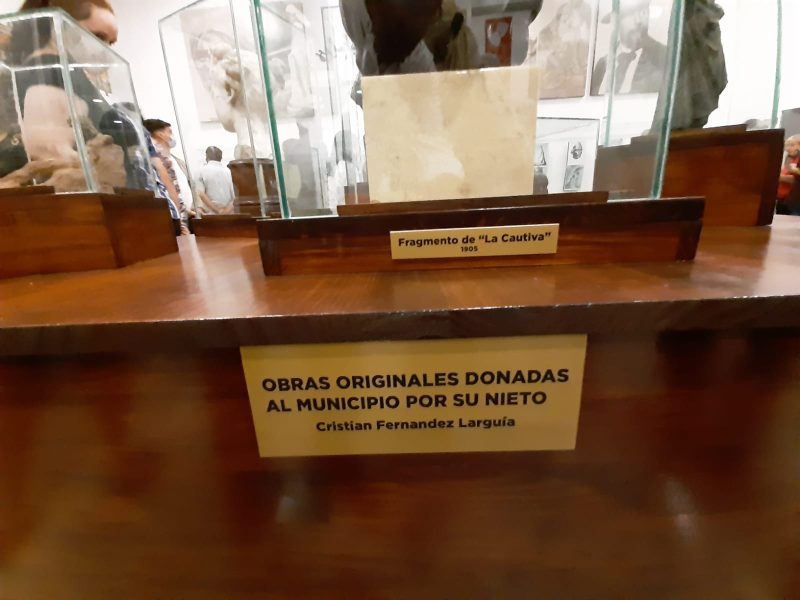 Fragmento de "La Cautiva"
1905
OBRAS ORIGINALES DONADAS
AL MUNICIPIO POR SU NIETO
Cristian Fernandez Larguía